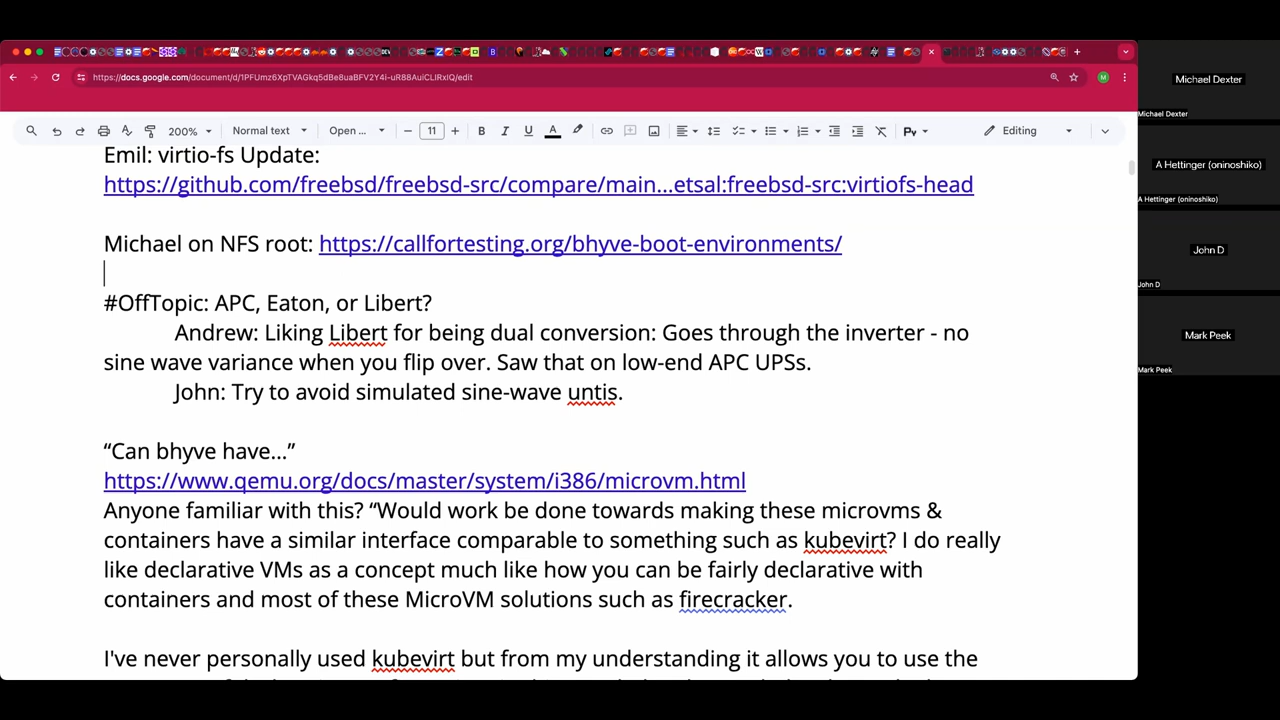 https://docs.google.com/document/d/1PFUmz6XpTVAGkq5dBe8uaBFV2Y4i-uR88AuiCLIRxIQ/edit
200%
Normal text
Open ...
11
Editing
Emil: virtio-fs Update:
https://github.com/freebsd/freebsd-src/compare/main...etsal:freebsd-src:virtiofs-head
Michael on NFS root: https://callfortesting.org/bhyve-boot-environments/
#OffTopic: APC, Eaton, or Libert?
Andrew: Liking Libert for being dual conversion: Goes through the inverter - no
sine wave variance when you flip over. Saw that on low-end APC UPSs.
John: Try to avoid simulated sine-wave untis.
“Can bhyve have...”
https://www.qemu.org/docs/master/system/i386/microvm.html
Anyone familiar with this? “Would work be done towards making these microvms &
containers have a similar interface comparable to something such as kubevirt? I do really
like declarative VMs as a concept much like how you can be fairly declarative with
containers and most of these MicroVM solutions such as firecracker.
I've never personally used kubevirt but from my understanding it allows you to use the
Michael Dexter
Michael Dexter
A Hettinger (oninoshiko)
A Hettinger (oninoshiko)
John D
John D
Mark Peek
Mark Peek